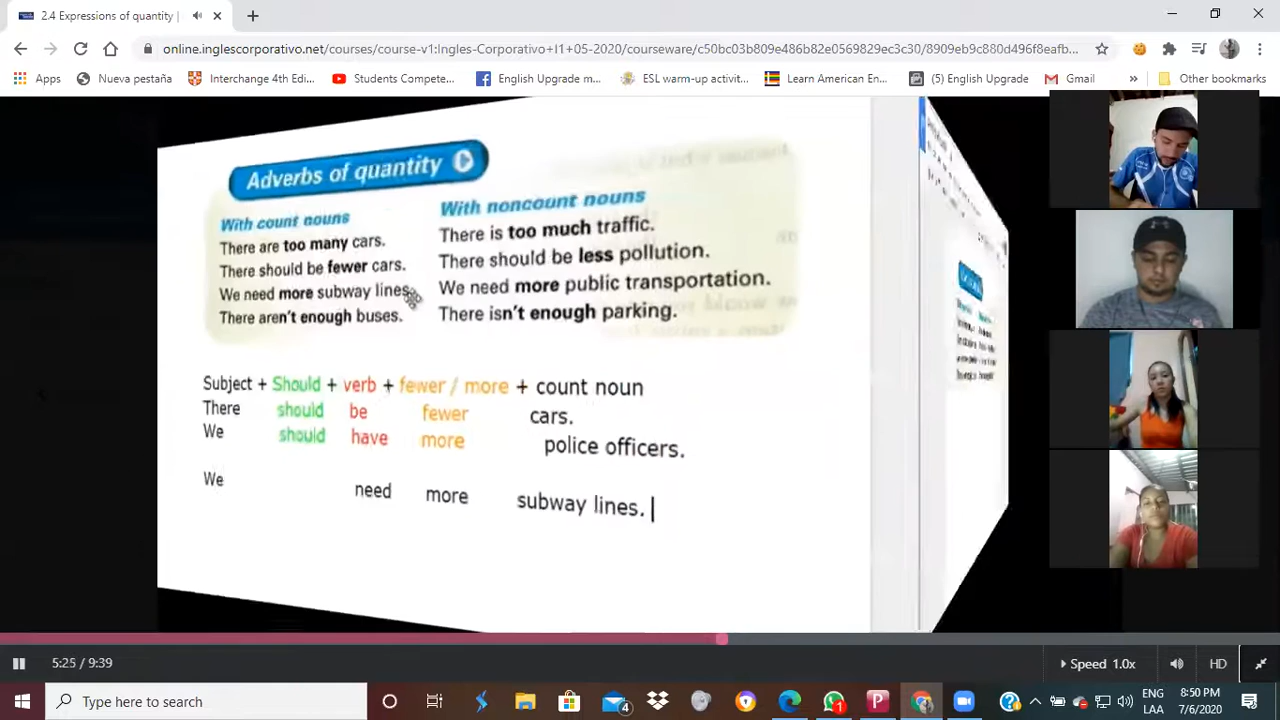 2.4 Expressions of quantity |
online.inglescorporativo.net/courses/course-v1:Ingles-Corporativo+I1+05-2020/courseware/c50bc03b809e486b82e0569829ec3c30/8909eb9c880d496f8eafb...
Apps
Nueva pestaña
Interchange 4th Edi...
Students Compete...
English Upgrade m...
ESL warm-up activit...
Learn American En...
(5) English Upgrade
Gmail
»
Other bookmarks
Adverbs of quantity
With count nouns
There are too many cars.
There should be fewer cars.
We need more subway lines.
There aren't enough buses.
With noncount nouns
There is too much traffic.
There should be less pollution.
We need more public transportation.
There isn't enough parking.
Subject + Should + verb + fewer / more + count noun
There should be fewer cars.
We should have more police officers.
We need more subway lines.
5:25 / 9:39
Speed 1.0x
HD
Type here to search
4
1
ENG
LAA
8:50 PM
7/6/2020